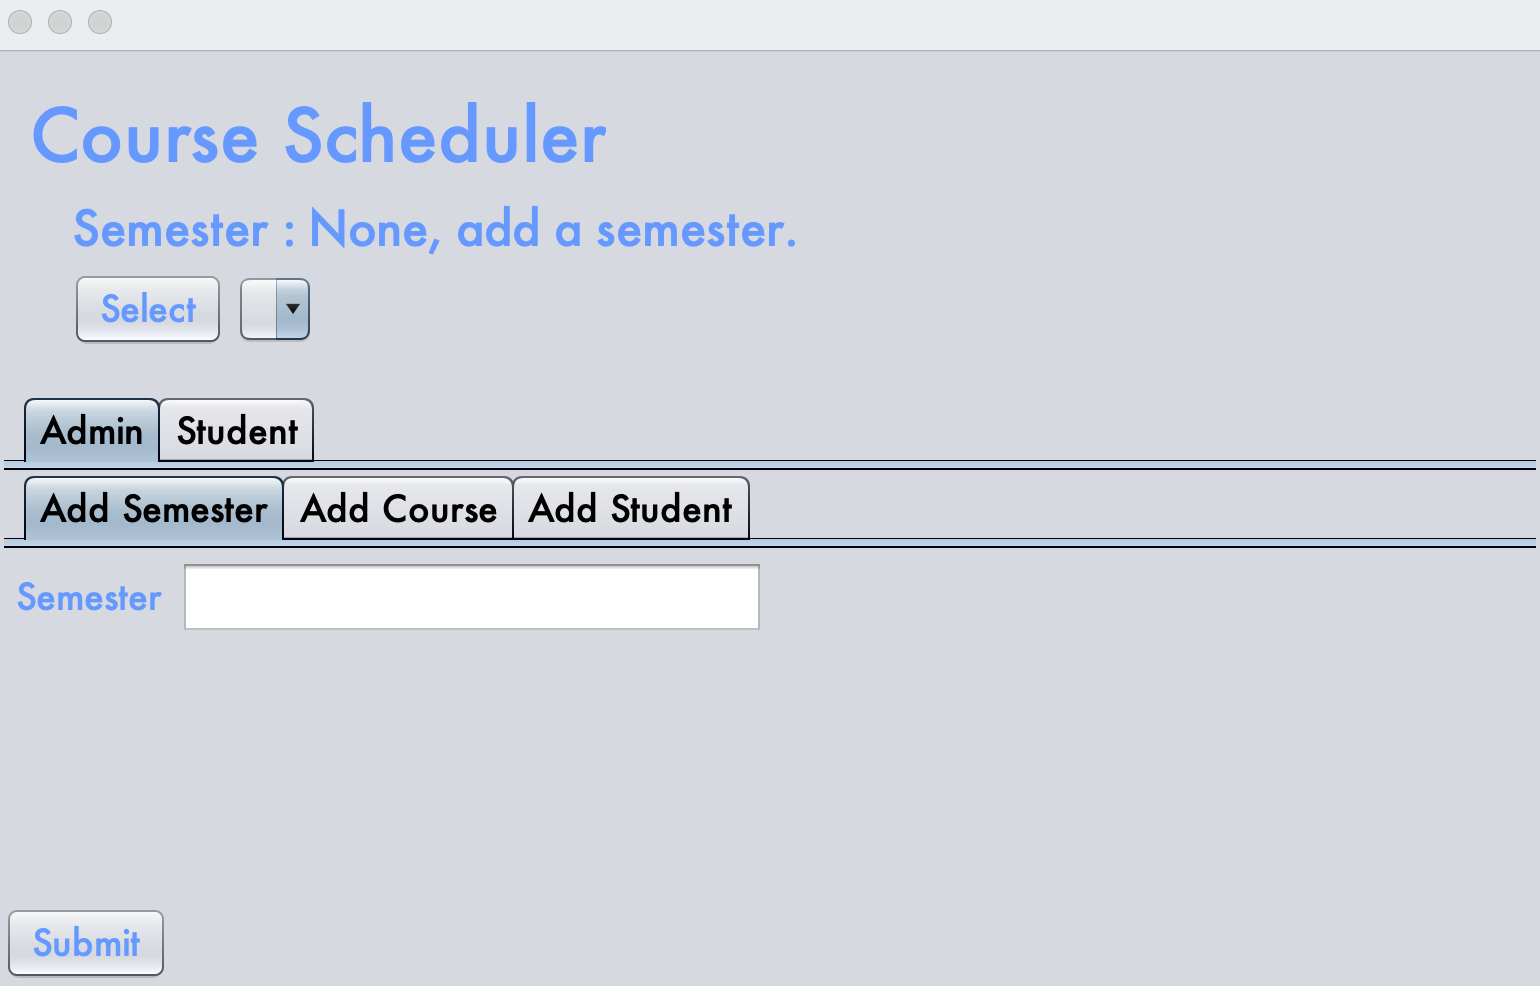 Course Scheduler
Semester : None, add a semester.
Select
Admin Student
Add Semester Add Course Add Student
Semester
Submit